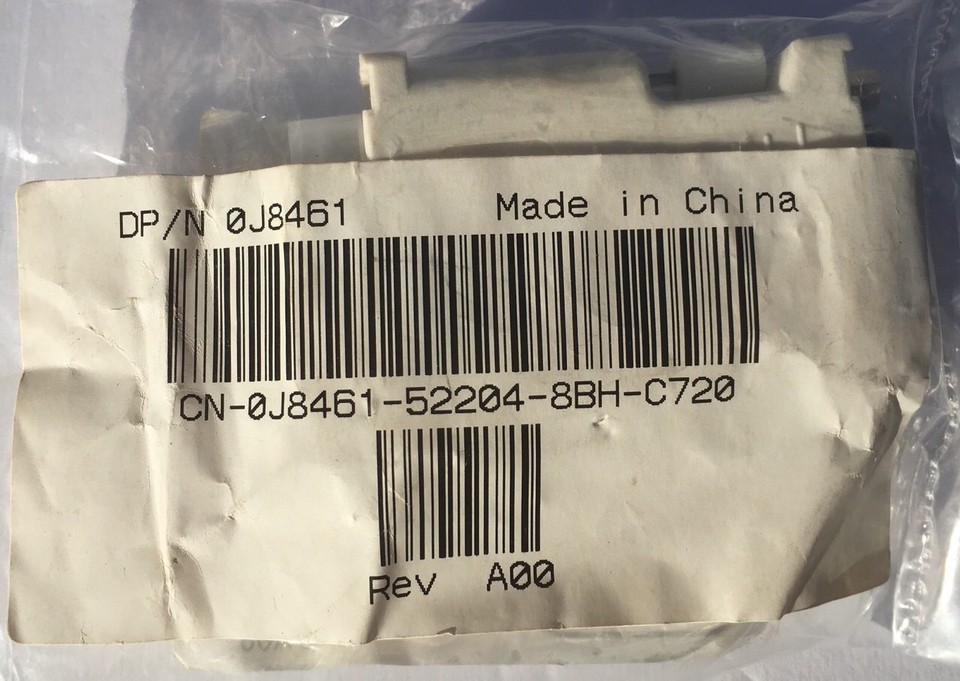 DP/N 0J8461 Made in China
CN-0J8461-52204-8BH-C720
Rev A00